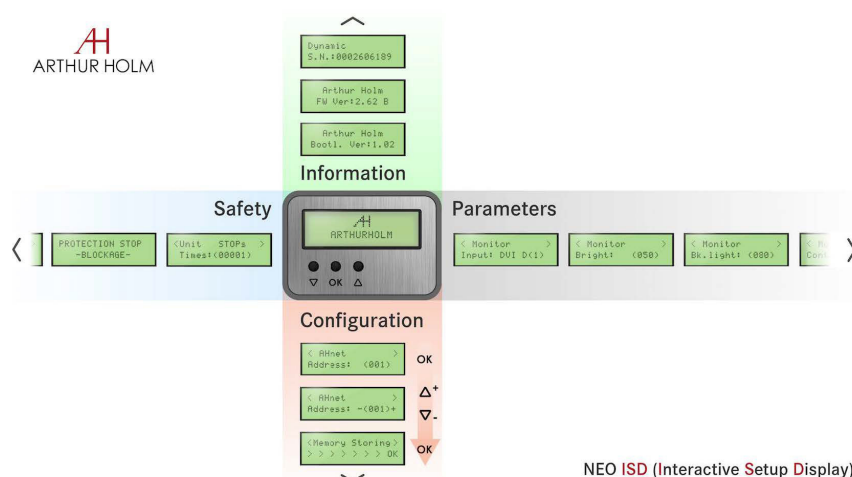 AH
ARTHUR HOLM
Dynamic
S.N.:0002606189
Arthur Holm
FW Ver:2.62 B
Arthur Holm
Bootl. Ver:1.02
Information
Safety
Parameters
PROTECTION STOP
-BLOCKAGE-
<Unit STOPs >
Times:(00001)
AH
ARTHURHOLM
▽ OK △
< Monitor >
Input: DVI D(1)
< Monitor >
Bright: (050)
< Monitor >
Bk.light: (080)
Configuration
< AHnet >
Address: (001)
OK
< AHnet >
Address: -(001)+
△+
▽-
<Memory Storing>
> > > > > > > OK
OK
NEO ISD (Interactive Setup Display)